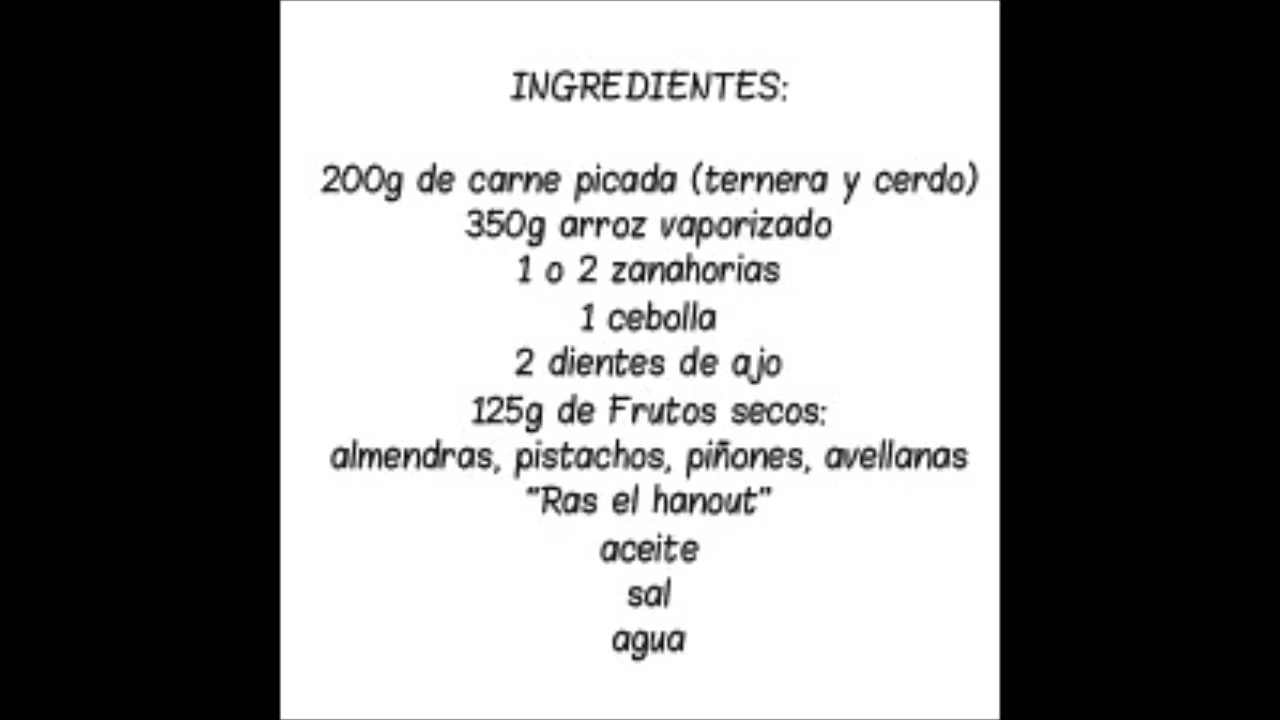 INGREDIENTES:
200g de carne picada (ternera y cerdo)
350g arroz vaporizado
1 o 2 zanahorias
1 cebolla
2 dientes de ajo
125g de Frutos secos:
almendras, pistachos, piñones, avellanas
"Ras el hanout"
aceite
sal
agua